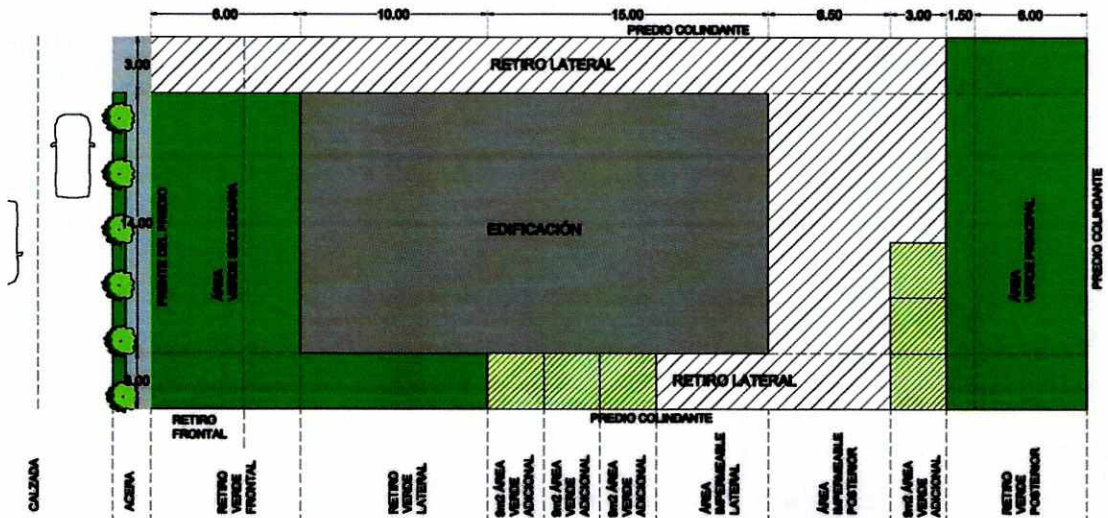 8.00
10.00
15.00
6.50
3.00
1.50
6.00
PREDIO COLINDANTE
3.00
RETIRO LATERAL
14.00
FRENTE DEL PREDIO
ÁREA
VERDE SECUNDARIA
EDIFICACIÓN
ÁREA
VERDE PRINCIPAL
PREDIO COLINDANTE
3.00
RETIRO LATERAL
PREDIO COLINDANTE
RETIRO
FRONTAL
CALZADA
ACERA
RETIRO
VERDE
FRONTAL
RETIRO
VERDE
LATERAL
9m2 ÁREA
VERDE
ADICIONAL
9m2 ÁREA
VERDE
ADICIONAL
9m2 ÁREA
VERDE
ADICIONAL
ÁREA
IMPERMEABLE
LATERAL
ÁREA
IMPERMEABLE
POSTERIOR
9m2 ÁREA
VERDE
ADICIONAL
RETIRO
VERDE
POSTERIOR